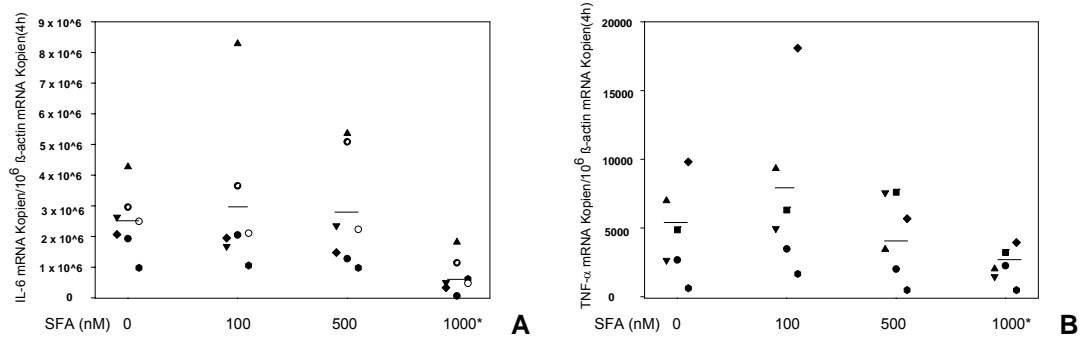 IL-6 mRNA Kopien/10^6 ß-actin mRNA Kopien(4h)
9 x 10^6
8 x 10^6
7 x 10^6
6 x 10^6
5 x 10^6
4 x 10^6
3 x 10^6
2 x 10^6
1 x 10^6
0
SFA (nM) 0 100 500 1000*
A
TNF-α mRNA Kopien/10^6 ß-actin mRNA Kopien(4h)
20000
15000
10000
5000
0
SFA (nM) 0 100 500 1000*
B